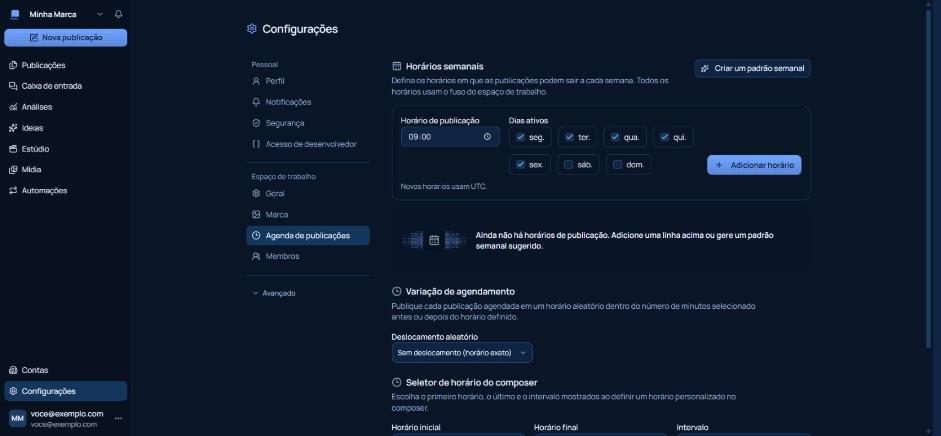 Minha Marca
Nova publicação
Publicações
Caixa de entrada
Análises
Ideias
Estúdio
Mídia
Automações
Contas
Configurações
MM
voce@exemplo.com
voce@exemplo.com
Configurações
Pessoal
Perfil
Notificações
Segurança
Acesso de desenvolvedor
Espaço de trabalho
Geral
Marca
Agenda de publicações
Membros
Avançado
Horários semanais
Defina os horários em que as publicações podem sair a cada semana. Todos os
horários usam o fuso do espaço de trabalho.
Criar um padrão semanal
Horário de publicação
09:00
Dias ativos
seg.
ter.
qua.
qui.
sex.
sáb.
dom.
Adicionar horário
Novos horários usam UTC.
Ainda não há horários de publicação. Adicione uma linha acima ou gere um padrão
semanal sugerido.
Variação de agendamento
Publique cada publicação agendada em um horário aleatório dentro do número de minutos selecionado
antes ou depois do horário definido.
Deslocamento aleatório
Sem deslocamento (horário exato)
Seletor de horário do composer
Escolha o primeiro horário, o último e o intervalo mostrados ao definir um horário personalizado no
composer.
Horário inicial
Horário final
Intervalo